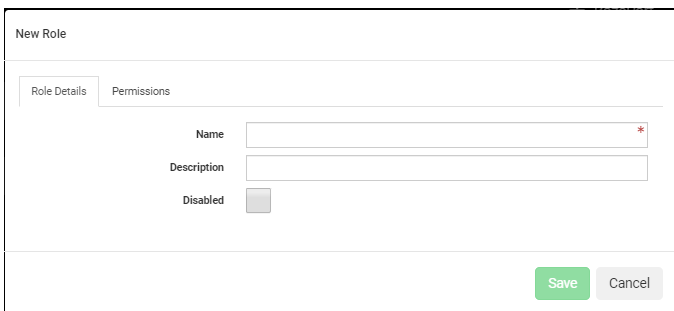 New Role
Role Details Permissions
Name *
Description
Disabled
Save Cancel